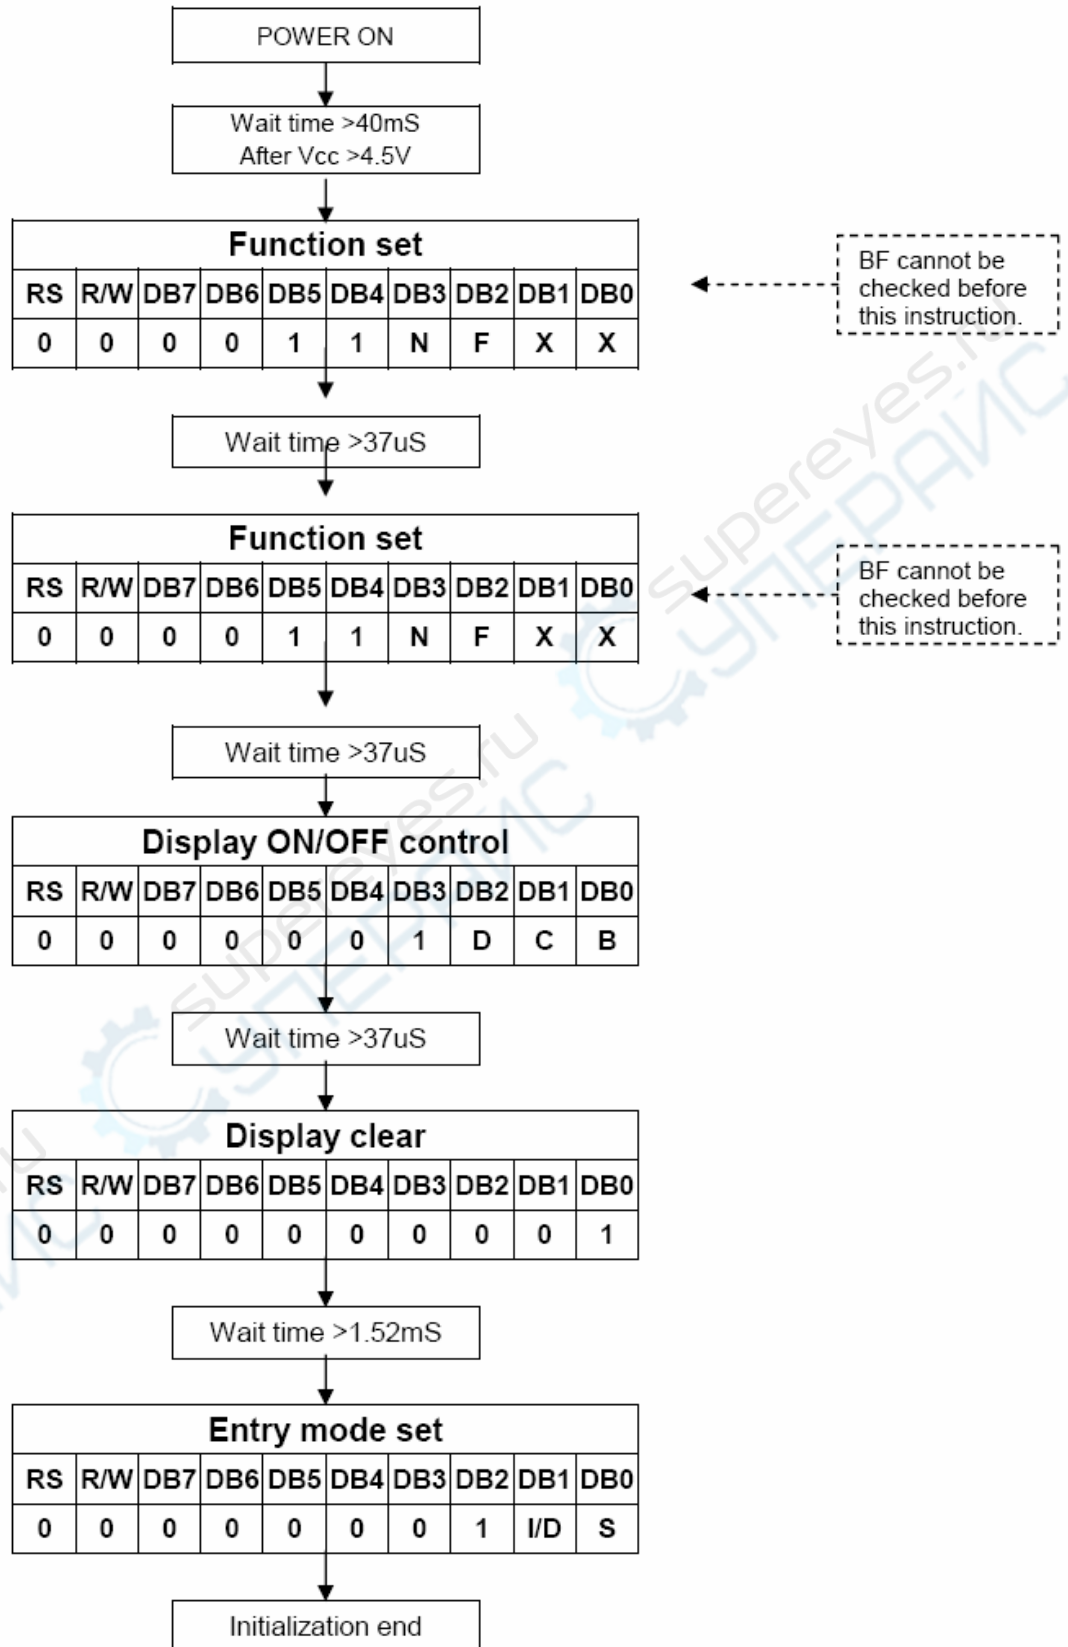 POWER ON
Wait time >40mS
After Vcc >4.5V
Function set
RS R/W DB7 DB6 DB5 DB4 DB3 DB2 DB1 DB0
0 0 0 0 1 1 N F X X
BF cannot be
checked before
this instruction.
Wait time >37uS
Function set
RS R/W DB7 DB6 DB5 DB4 DB3 DB2 DB1 DB0
0 0 0 0 1 1 N F X X
BF cannot be
checked before
this instruction.
Wait time >37uS
Display ON/OFF control
RS R/W DB7 DB6 DB5 DB4 DB3 DB2 DB1 DB0
0 0 0 0 0 0 1 D C B
Wait time >37uS
Display clear
RS R/W DB7 DB6 DB5 DB4 DB3 DB2 DB1 DB0
0 0 0 0 0 0 0 0 0 1
Wait time >1.52mS
Entry mode set
RS R/W DB7 DB6 DB5 DB4 DB3 DB2 DB1 DB0
0 0 0 0 0 0 0 1 I/D S
Initialization end
supereyes.ru
СУПЕРАЙС
supereyes.ru
СУПЕРАЙС